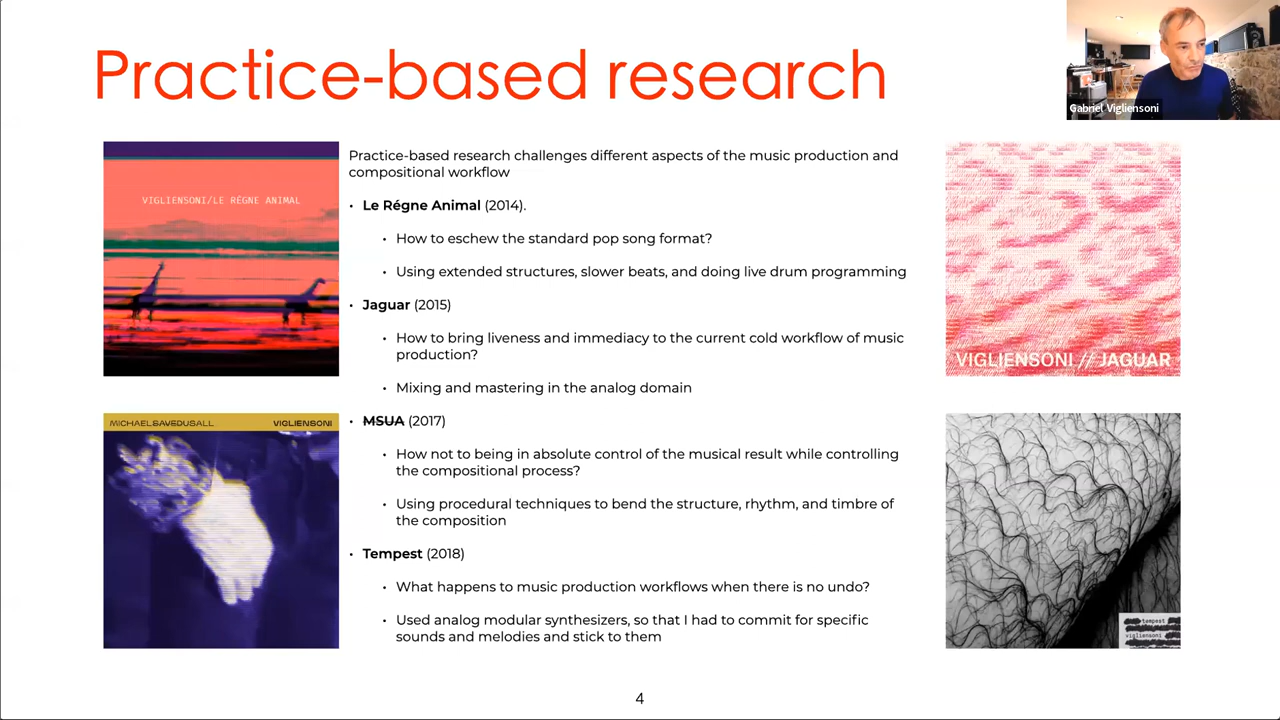 Practice-based research
Gabriel Vigliensoni
VIGLIENSONI/LE RÉGNE ANIMAL
Practice-based research challenges different aspects of the music production and
compositional workflow
• Le Régne Animal (2014).
• How to eschew the standard pop song format?
• Using extended structures, slower beats, and doing live drum programming
• Jaguar (2015)
• How to bring liveness and immediacy to the current cold workflow of music
production?
• Mixing and mastering in the analog domain
• MSUA (2017)
• How not to being in absolute control of the musical result while controlling
the compositional process?
• Using procedural techniques to bend the structure, rhythm, and timbre of
the composition
• Tempest (2018)
• What happens to music production workflows when there is no undo?
• Used analog modular synthesizers, so that I had to commit for specific
sounds and melodies and stick to them
VIGLIENSONI // JAGUAR
MICHAELSAVEDUSALL VIGLIENSONI
tempest
vigliensoni
4